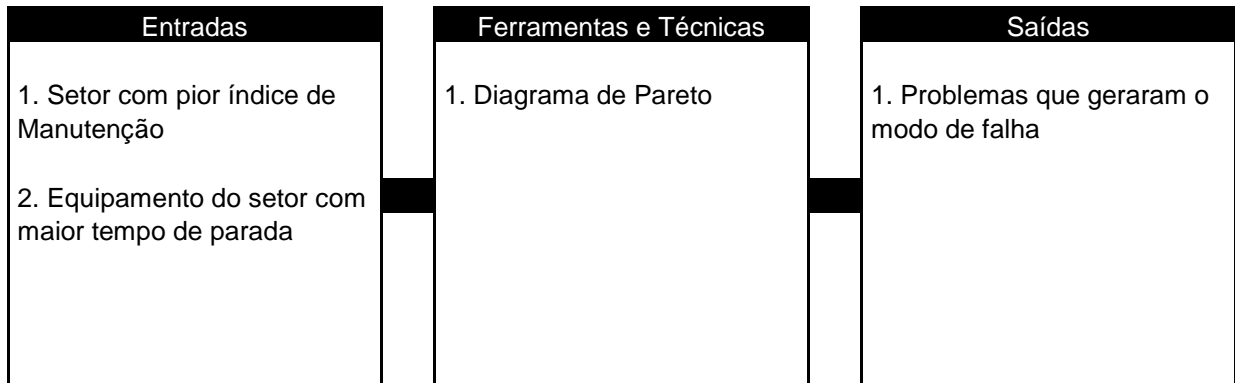 Entradas
1. Setor com pior índice de
Manutenção
2. Equipamento do setor com
maior tempo de parada
Ferramentas e Técnicas
1. Diagrama de Pareto
Saídas
1. Problemas que geraram o
modo de falha